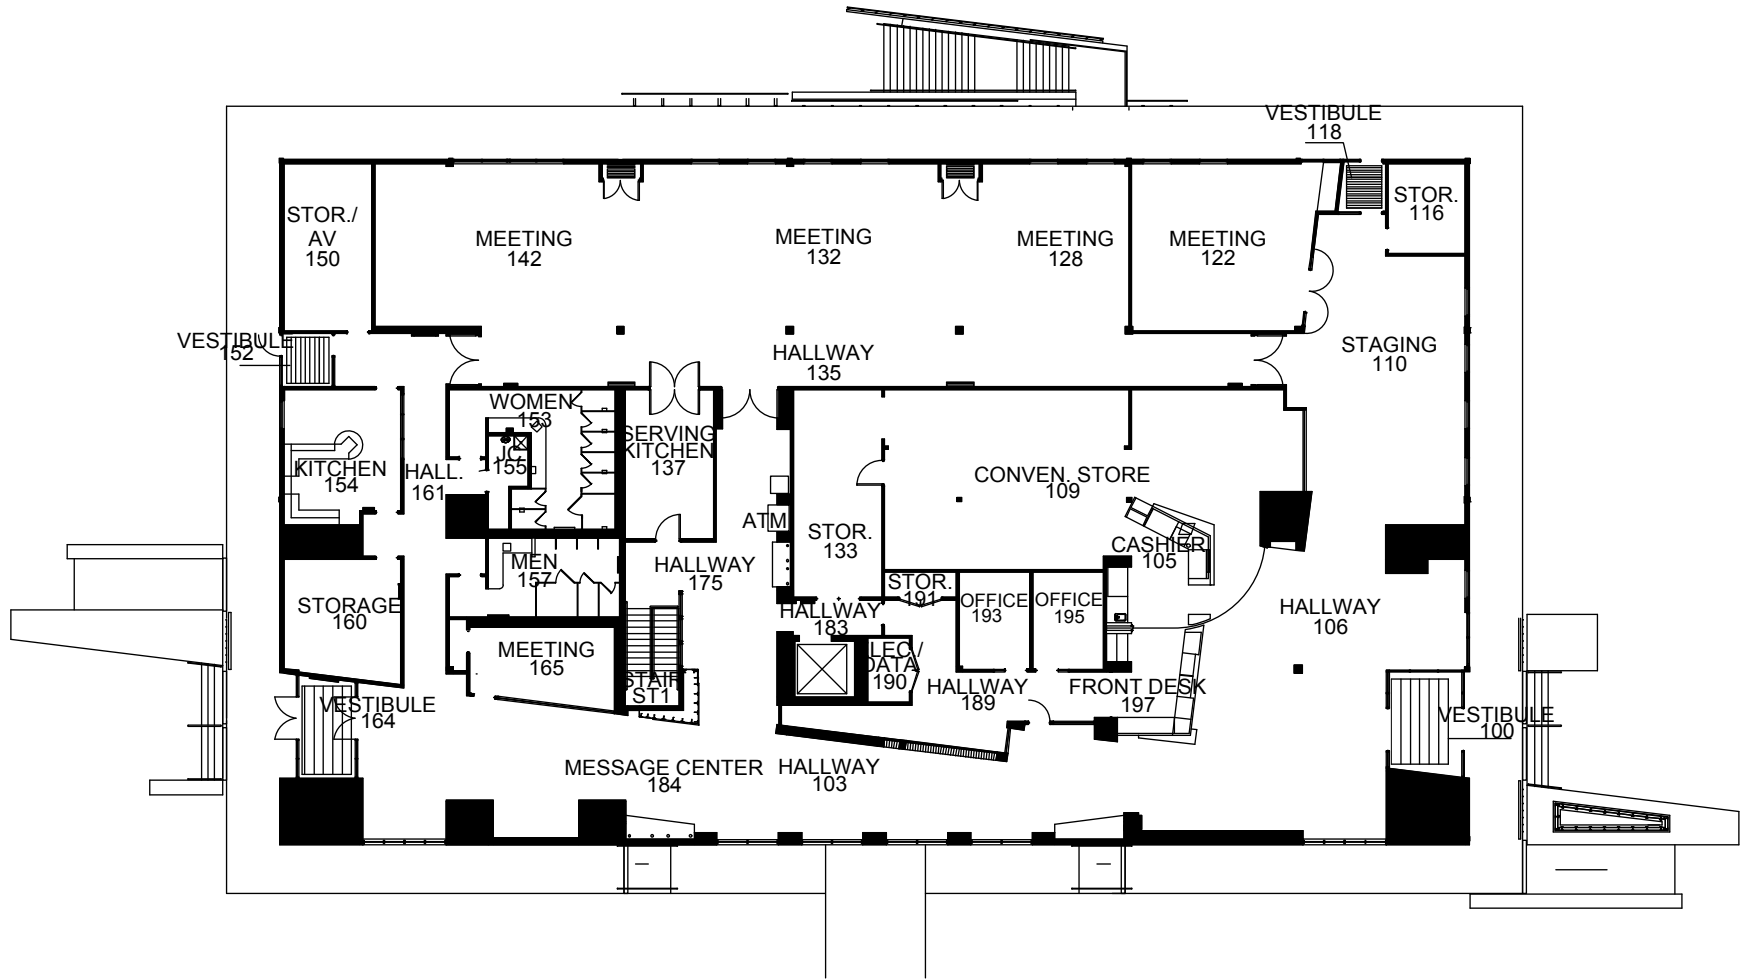 VESTIBULE
118
STOR./
AV
150
MEETING
142
MEETING
132
MEETING
128
MEETING
122
STOR.
116
VESTIBULE
152
HALLWAY
135
STAGING
110
WOMEN
153
JC
155
SERVING
KITCHEN
137
KITCHEN
154
HALL.
161
CONVEN. STORE
109
ATM
STOR.
133
CASHIER
105
MEN
157
HALLWAY
175
STORAGE
160
STOR.
191
OFFICE
193
OFFICE
195
HALLWAY
183
HALLWAY
106
MEETING
165
ELEC./
DATA
190
STAIR
ST1
HALLWAY
189
FRONT DESK
197
VESTIBULE
164
VESTIBULE
100
MESSAGE CENTER
184
HALLWAY
103